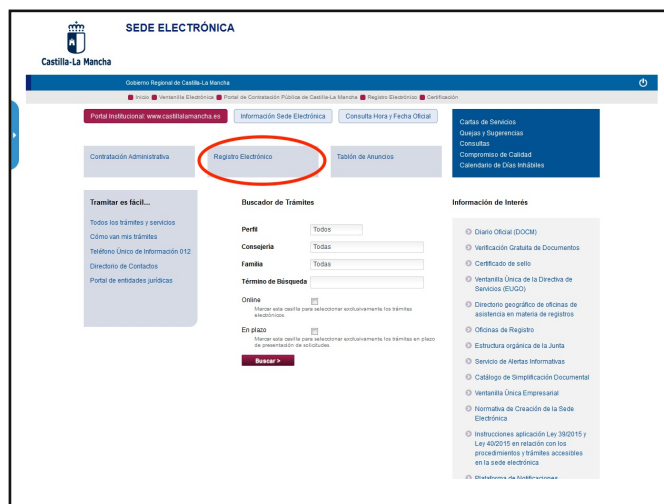 SEDE ELECTRÓNICA
Castilla-La Mancha
Gobierno Regional de Castilla-La Mancha
Inicio Ventanilla Electrónica Portal de Contratación Pública de Castilla-La Mancha Registro Electrónico Certificación
Portal Institucional: www.castillalamancha.es
Información Sede Electrónica
Consulta Hora y Fecha Oficial
Cartas de Servicios
Quejas y Sugerencias
Consultas
Compromiso de Calidad
Calendario de Días Inhábiles
Contratación Administrativa
Registro Electrónico
Tablón de Anuncios
Tramitar es fácil...
Todos los trámites y servicios
Cómo van mis trámites
Teléfono Único de Información 012
Directorio de Contactos
Portal de entidades jurídicas
Buscador de Trámites
Perfil Todos
Consejería Todas
Familia Todas
Término de Búsqueda
Online
Marcar esta casilla para seleccionar exclusivamente los trámites
electrónicos.
En plazo
Marcar esta casilla para seleccionar exclusivamente los trámites en plazo
de presentación de solicitudes.
Buscar >
Información de Interés
Diario Oficial (DOCM)
Verificación Gratuita de Documentos
Certificado de sello
Ventanilla Única de la Directiva de
Servicios (EUGO)
Directorio geográfico de oficinas de
asistencia en materia de registros
Oficinas de Registro
Estructura orgánica de la Junta
Servicio de Alertas Informativas
Catálogo de Simplificación Documental
Ventanilla Única Empresarial
Normativa de Creación de la Sede
Electrónica
Instrucciones aplicación Ley 39/2015 y
Ley 40/2015 en relación con los
procedimientos y trámites accesibles
en la sede electrónica
Plataforma de Notificaciones